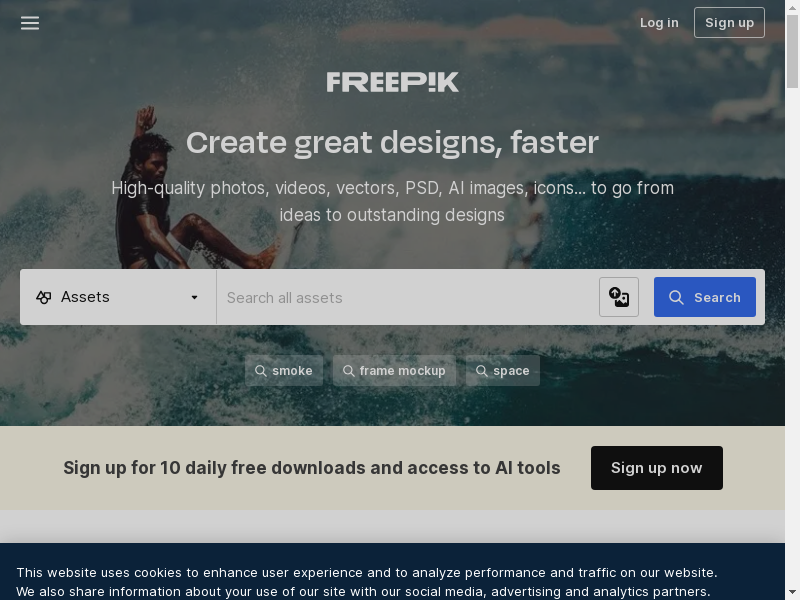 Log in
Sign up
FREEPIK
Create great designs, faster
High-quality photos, videos, vectors, PSD, AI images, icons... to go from
ideas to outstanding designs
Assets
Search all assets
Search
smoke
frame mockup
space
Sign up for 10 daily free downloads and access to AI tools
Sign up now
This website uses cookies to enhance user experience and to analyze performance and traffic on our website.
We also share information about your use of our site with our social media, advertising and analytics partners.